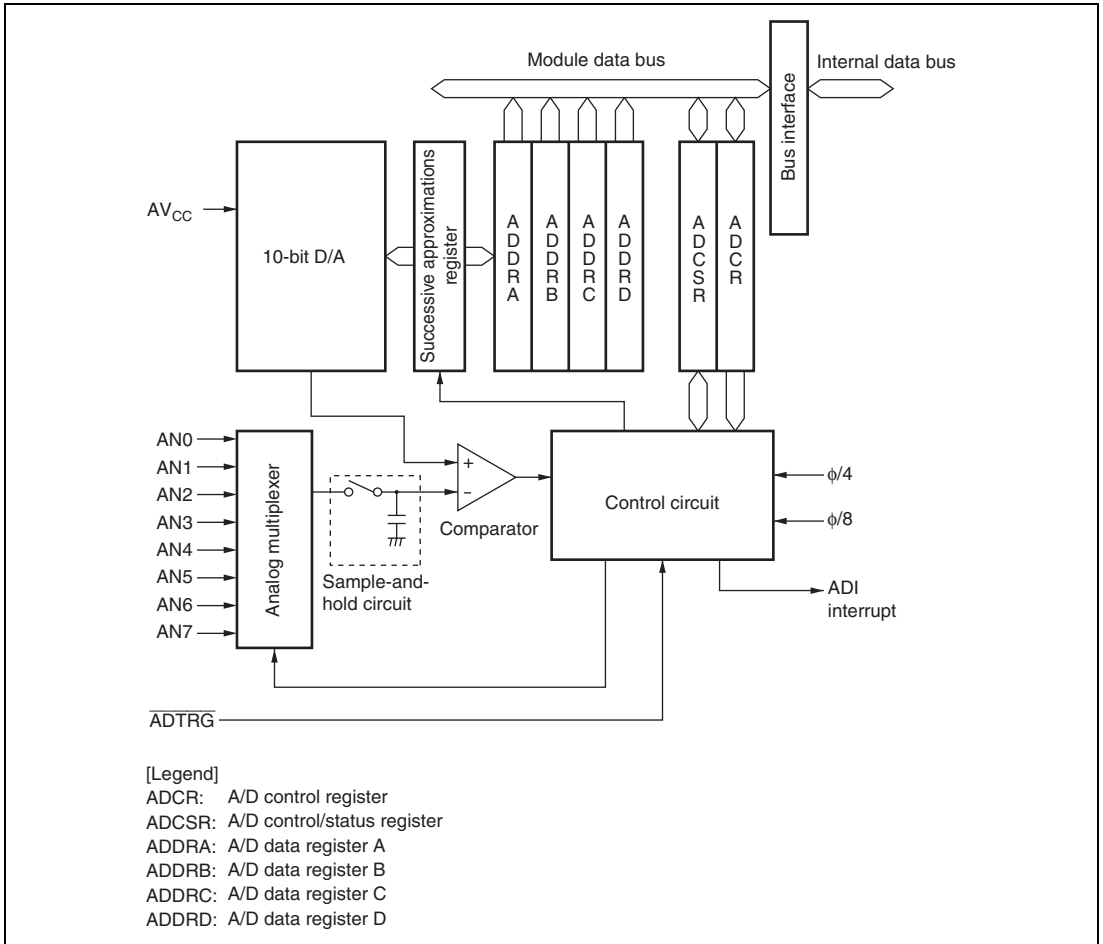 Module data bus
Internal data bus
Bus interface
AVCC
10-bit D/A
Successive approximations
register
ADDRA
ADDRB
ADDRC
ADDRD
ADCSR
ADCR
AN0
AN1
AN2
AN3
AN4
AN5
AN6
AN7
Analog multiplexer
Sample-and-
hold circuit
+
−
Comparator
Control circuit
ϕ/4
ϕ/8
ADI
interrupt
ADTRG
[Legend]
ADCR: A/D control register
ADCSR: A/D control/status register
ADDRA: A/D data register A
ADDRB: A/D data register B
ADDRC: A/D data register C
ADDRD: A/D data register D